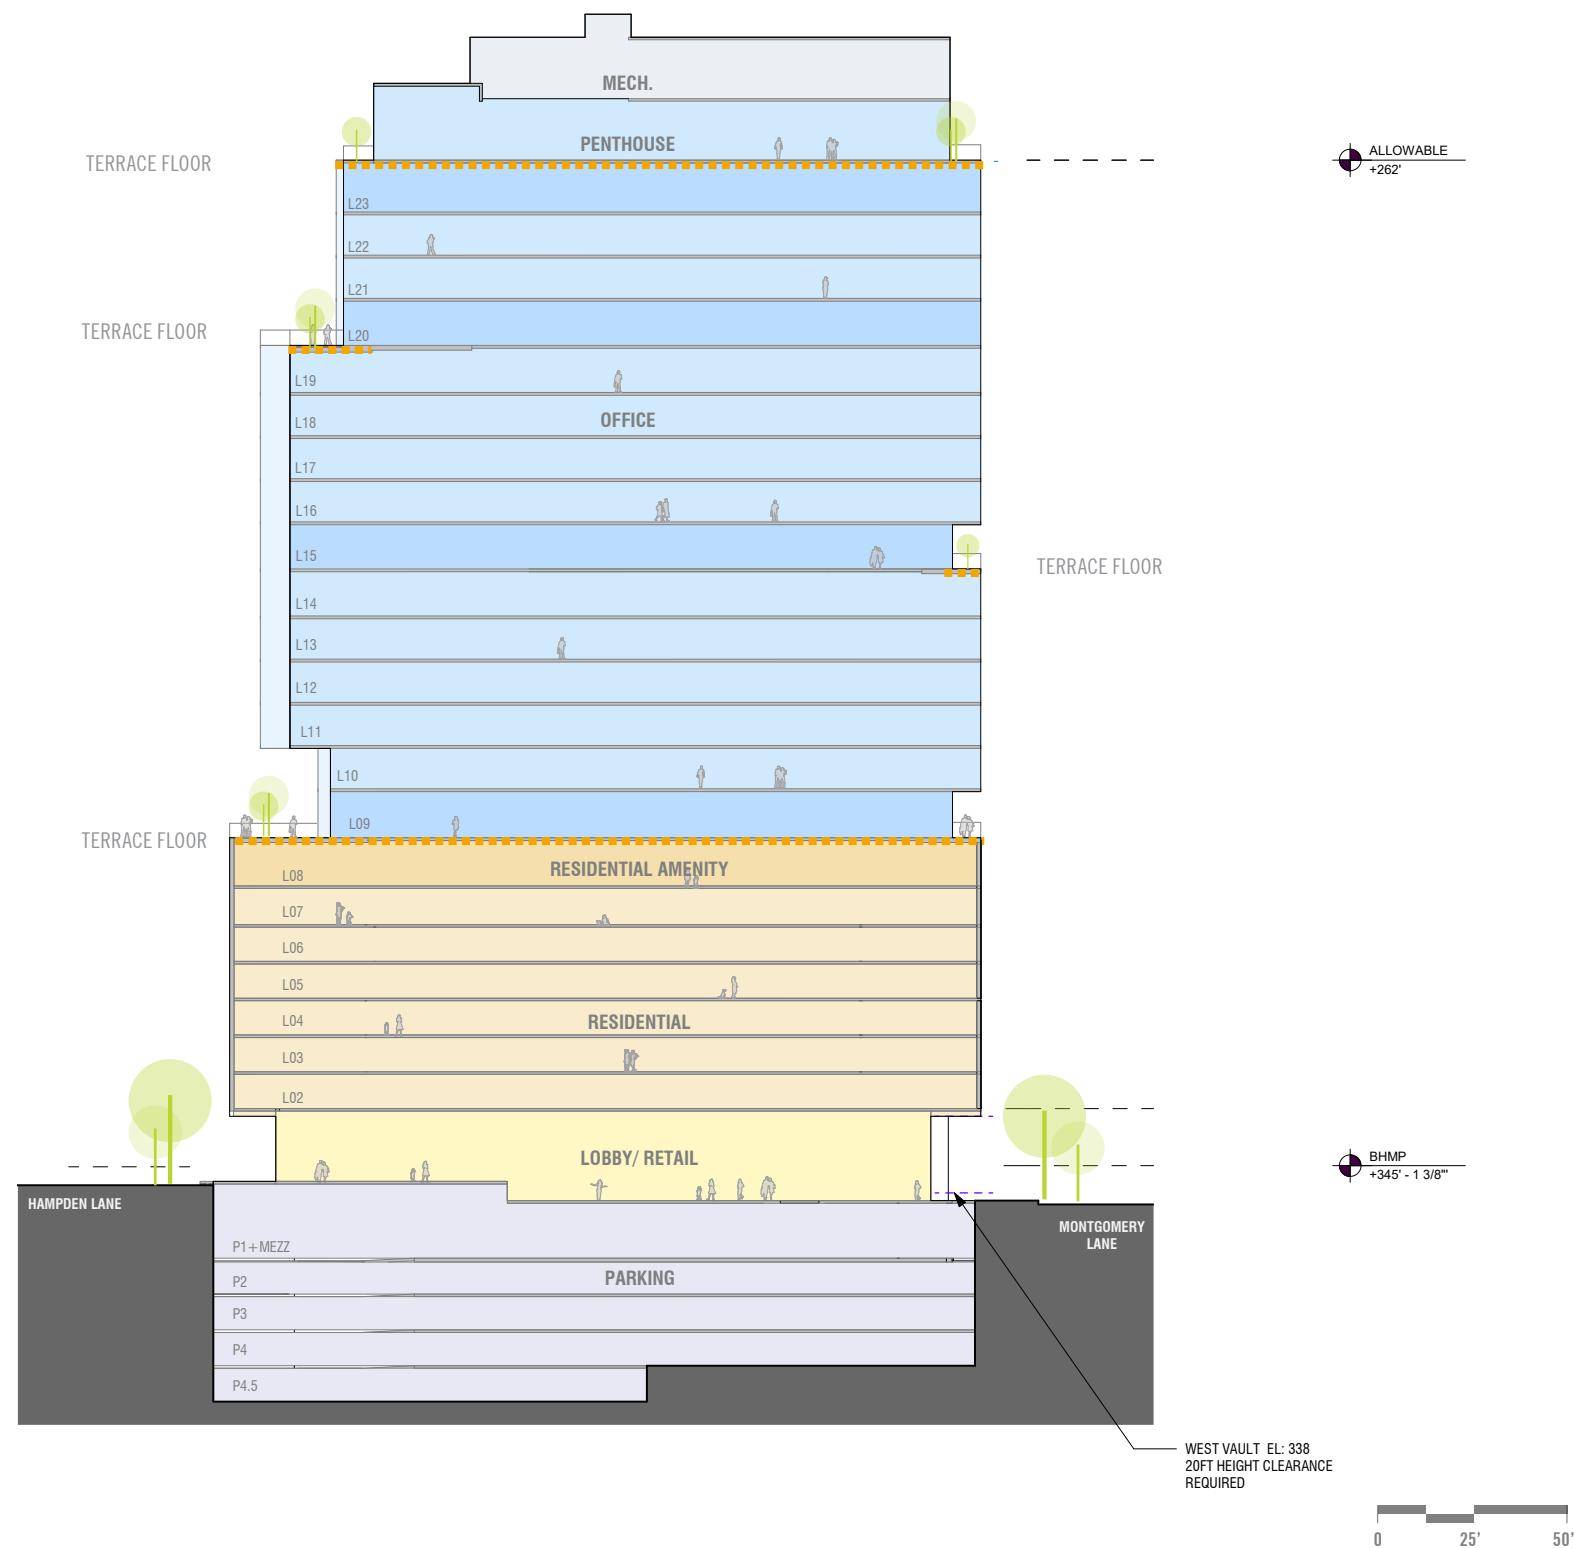 MECH.
PENTHOUSE
TERRACE FLOOR
ALLOWABLE
+262'
L23
L22
L21
TERRACE FLOOR
L20
L19
OFFICE
L18
L17
L16
L15
TERRACE FLOOR
L14
L13
L12
L11
L10
L09
TERRACE FLOOR
RESIDENTIAL AMENITY
L08
L07
L06
L05
L04
RESIDENTIAL
L03
L02
LOBBY/ RETAIL
BHMP
+345' - 1 3/8"'
HAMPDEN LANE
MONTGOMERY
LANE
P1+MEZZ
P2
PARKING
P3
P4
P4.5
WEST VAULT EL: 338
20FT HEIGHT CLEARANCE
REQUIRED
0 25' 50'